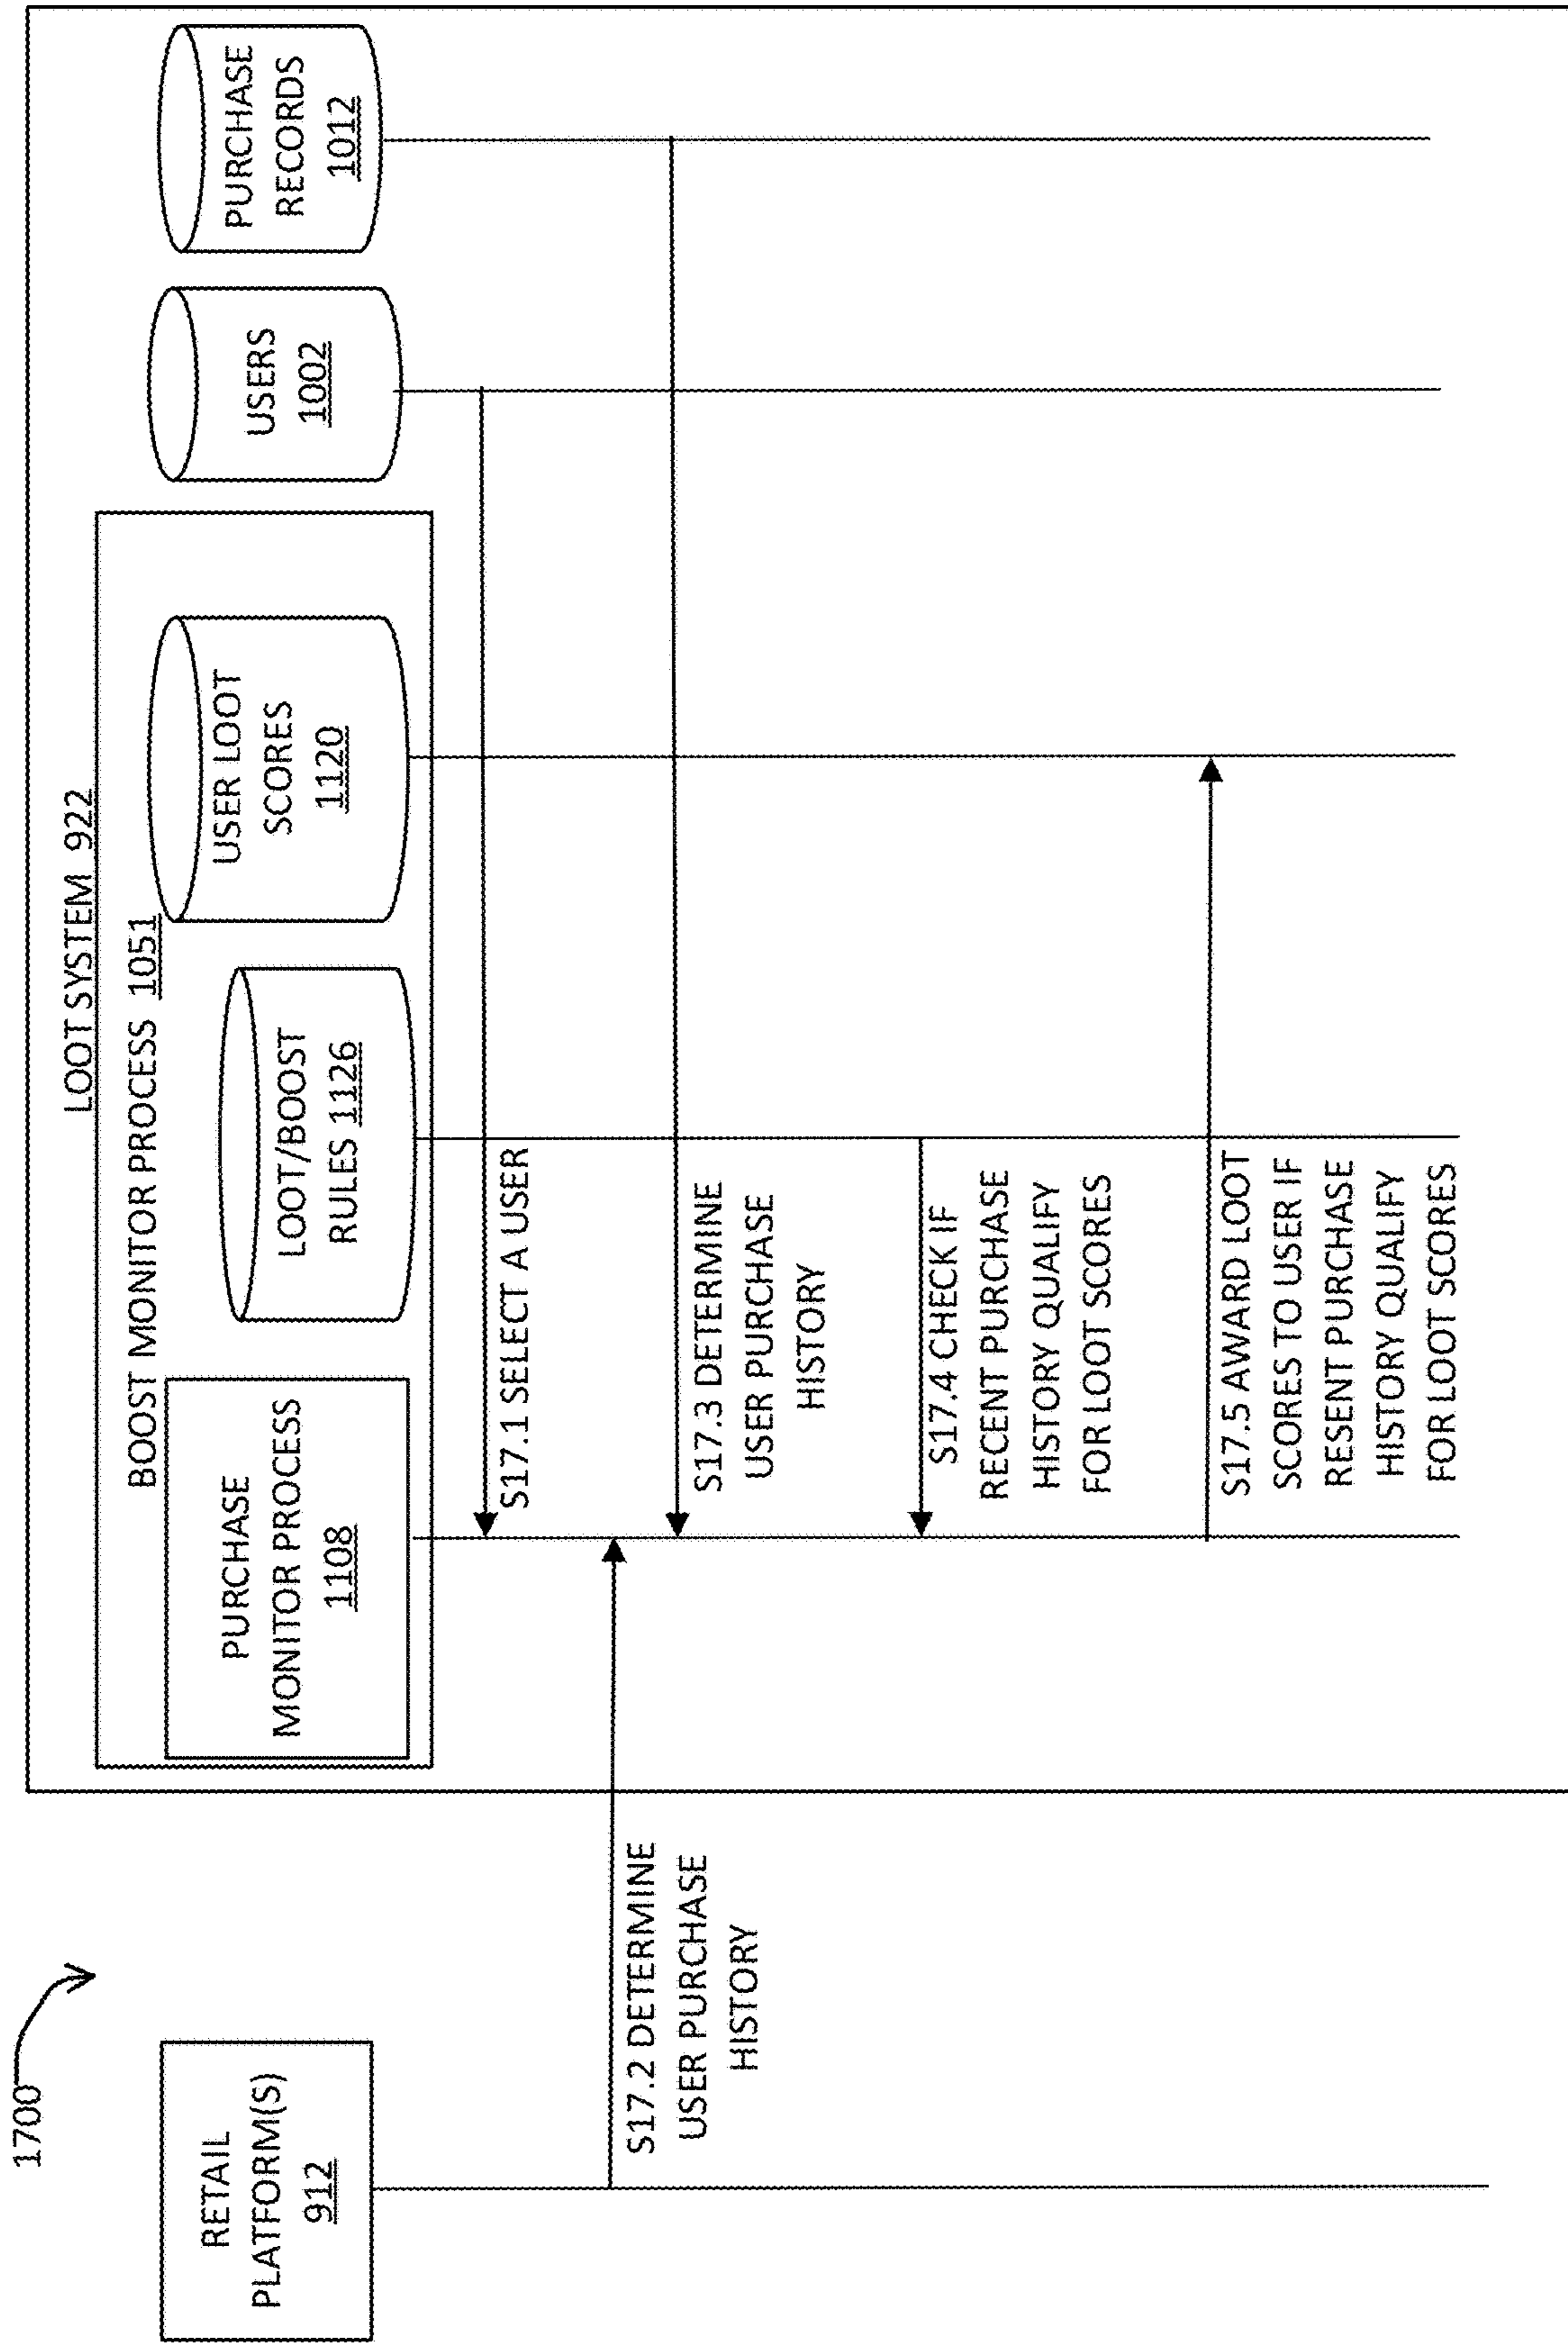 1700
LOOT SYSTEM 922
BOOST MONITOR PROCESS 1051
RETAIL
PLATFORM(S)
912
PURCHASE
MONITOR PROCESS
1108
LOOT/BOOST
RULES 1126
USER LOOT
SCORES
1120
USERS
1002
PURCHASE
RECORDS
1012
S17.1 SELECT A USER
S17.2 DETERMINE
USER PURCHASE
HISTORY
S17.3 DETERMINE
USER PURCHASE
HISTORY
S17.4 CHECK IF
RECENT PURCHASE
HISTORY QUALIFY
FOR LOOT SCORES
S17.5 AWARD LOOT
SCORES TO USER IF
RESENT PURCHASE
HISTORY QUALIFY
FOR LOOT SCORES